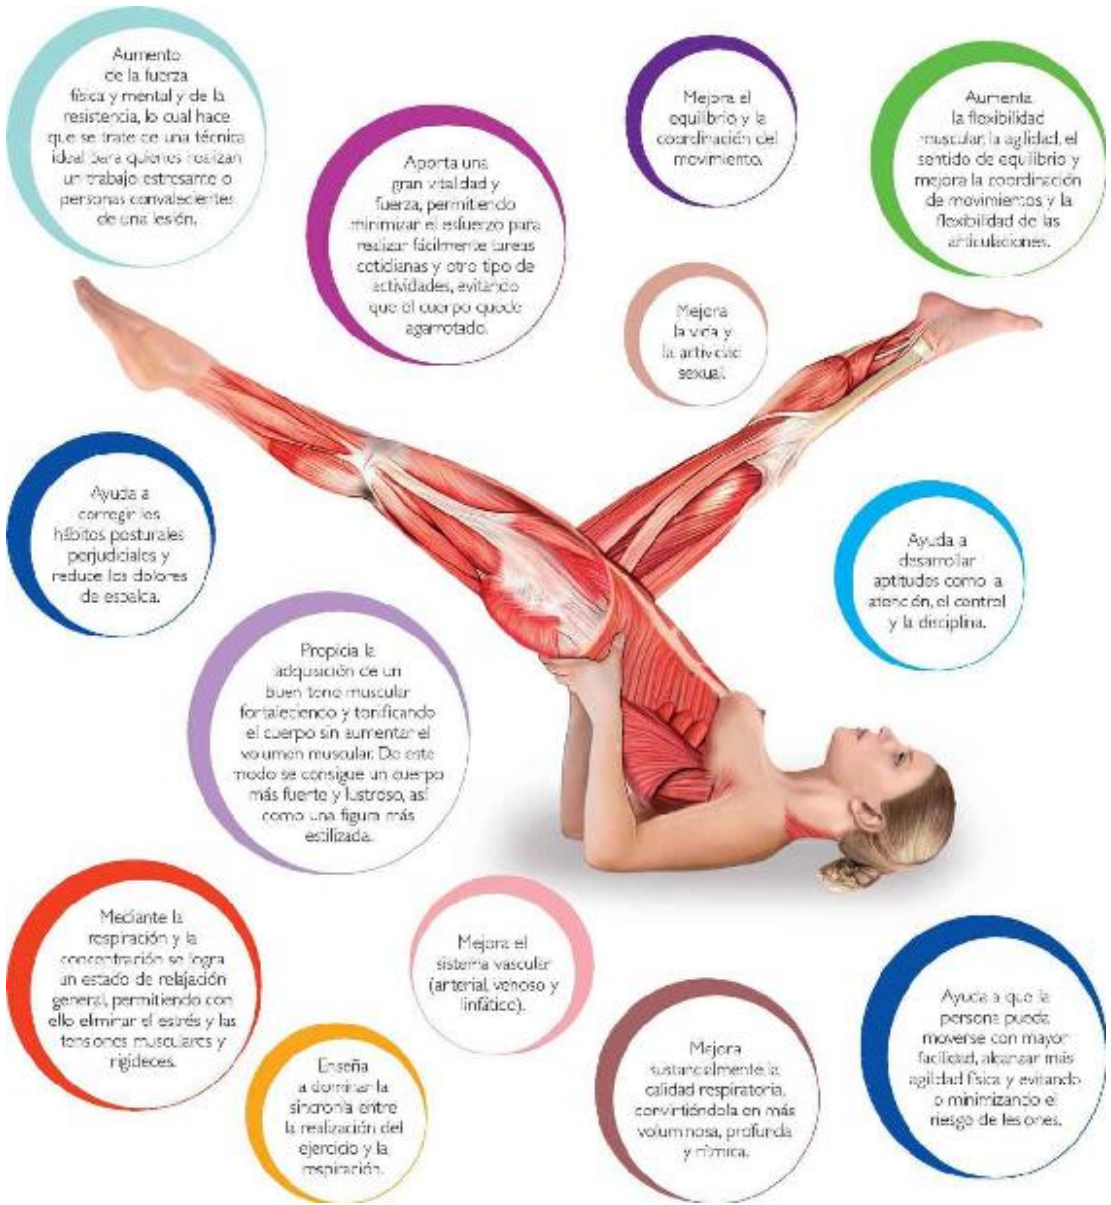 Aumento
de la fuerza
física y mental y de la
resistencia, lo cual hace
que se trate de una técnica
ideal para quienes realizan
un trabajo estresante o
personas convalecientes
de una lesión.
Aporta una
gran vitalidad y
fuerza, permitiendo
minimizar el esfuerzo para
realizar fácilmente tareas
cotidianas y otro tipo de
actividades, evitando
que el cuerpo quede
agarrotado.
Mejora el
equilibrio y la
coordinación del
movimiento.
Aumenta
la flexibilidad
muscular, la agilidad, el
sentido de equilibrio y
mejora la coordinación
de movimientos y la
flexibilidad de las
articulaciones.
Mejora
la vida y
la actividad
sexual.
Ayuda a
corregir los
hábitos posturales
perjudiciales y
reduce los dolores
de espalda.
Ayuda a
desarrollar
aptitudes como la
atención, el control
y la disciplina.
Propicia la
adquisición de un
buen tono muscular
fortaleciendo y tonificando
el cuerpo sin aumentar el
volumen muscular. De este
modo se consigue un cuerpo
más fuerte y lustroso, así
como una figura más
estilizada.
Mediante la
respiración y la
concentración se logra
un estado de relajación
general, permitiendo con
ello eliminar el estrés y las
tensiones musculares y
rigideces.
Mejora el
sistema vascular
(arterial, venoso y
linfático).
Enseña
a dominar la
sincronía entre
la realización del
ejercicio y la
respiración.
Mejora
sustancialmente la
calidad respiratoria,
convirtiéndola en más
voluminosa, profunda
y rítmica.
Ayuda a que la
persona pueda
moverse con mayor
facilidad, alcanzar más
agilidad física y evitando
o minimizando el
riesgo de lesiones.